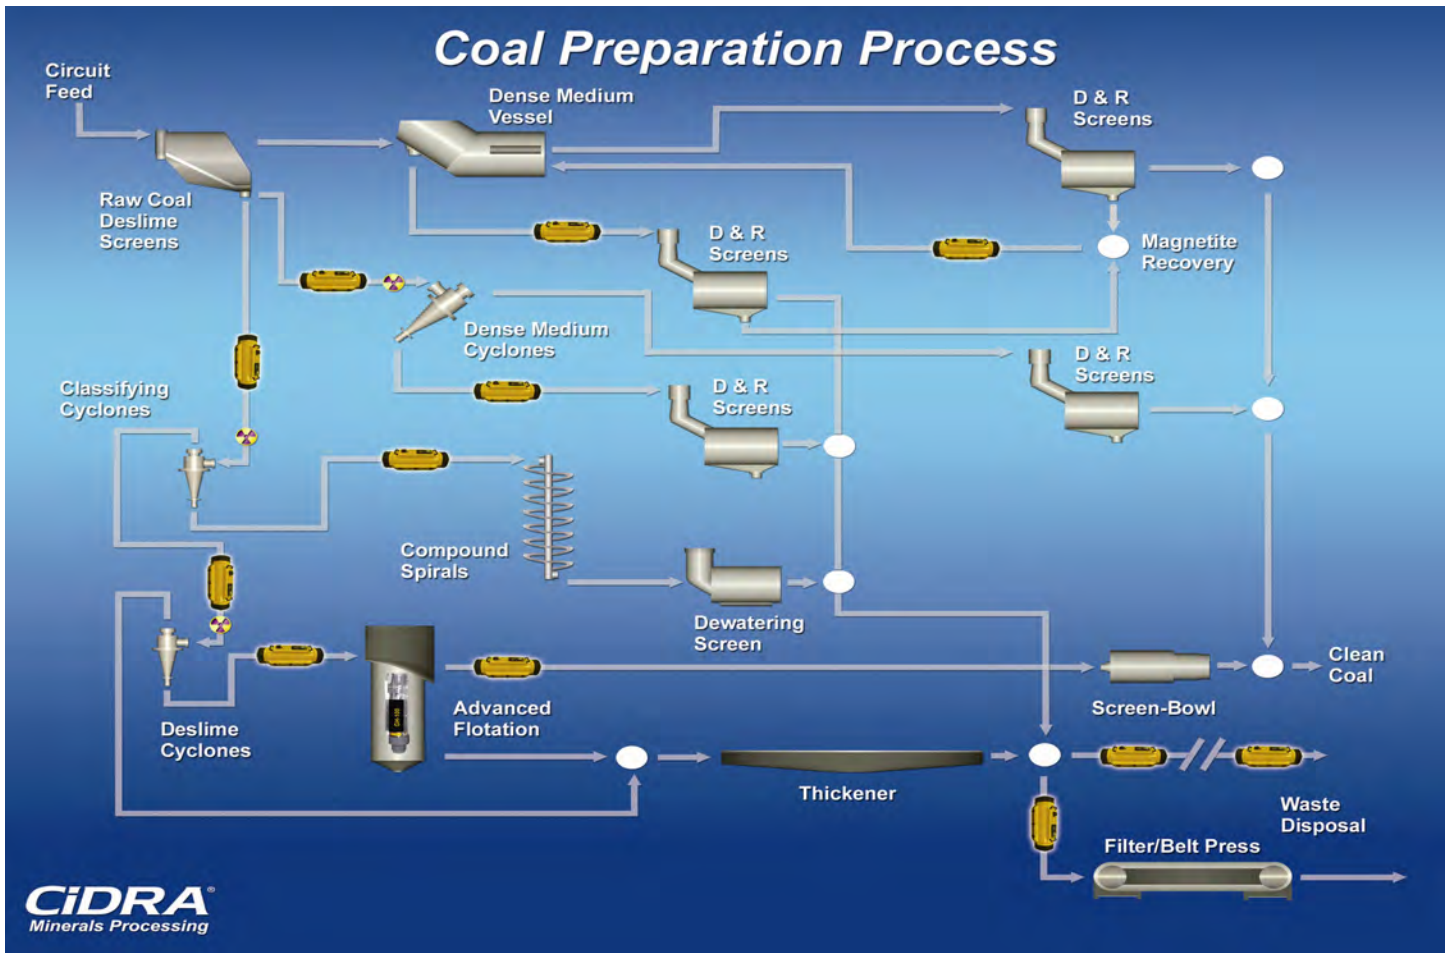 Coal Preparation Process
Circuit
Feed
Dense Medium
Vessel
D & R
Screens
Raw Coal
Deslime
Screens
D & R
Screens
Magnetite
Recovery
Dense Medium
Cyclones
D & R
Screens
Classifying
Cyclones
D & R
Screens
Compound
Spirals
Dewatering
Screen
Clean
Coal
Advanced
Flotation
Screen-Bowl
Deslime
Cyclones
Thickener
Waste
Disposal
Filter/Belt Press
CiDRA®
Minerals Processing